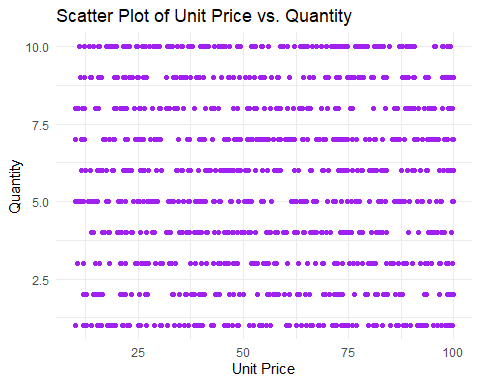 Scatter Plot of Unit Price vs. Quantity
10.0
7.5
5.0
2.5
Quantity
25 50 75 100
Unit Price